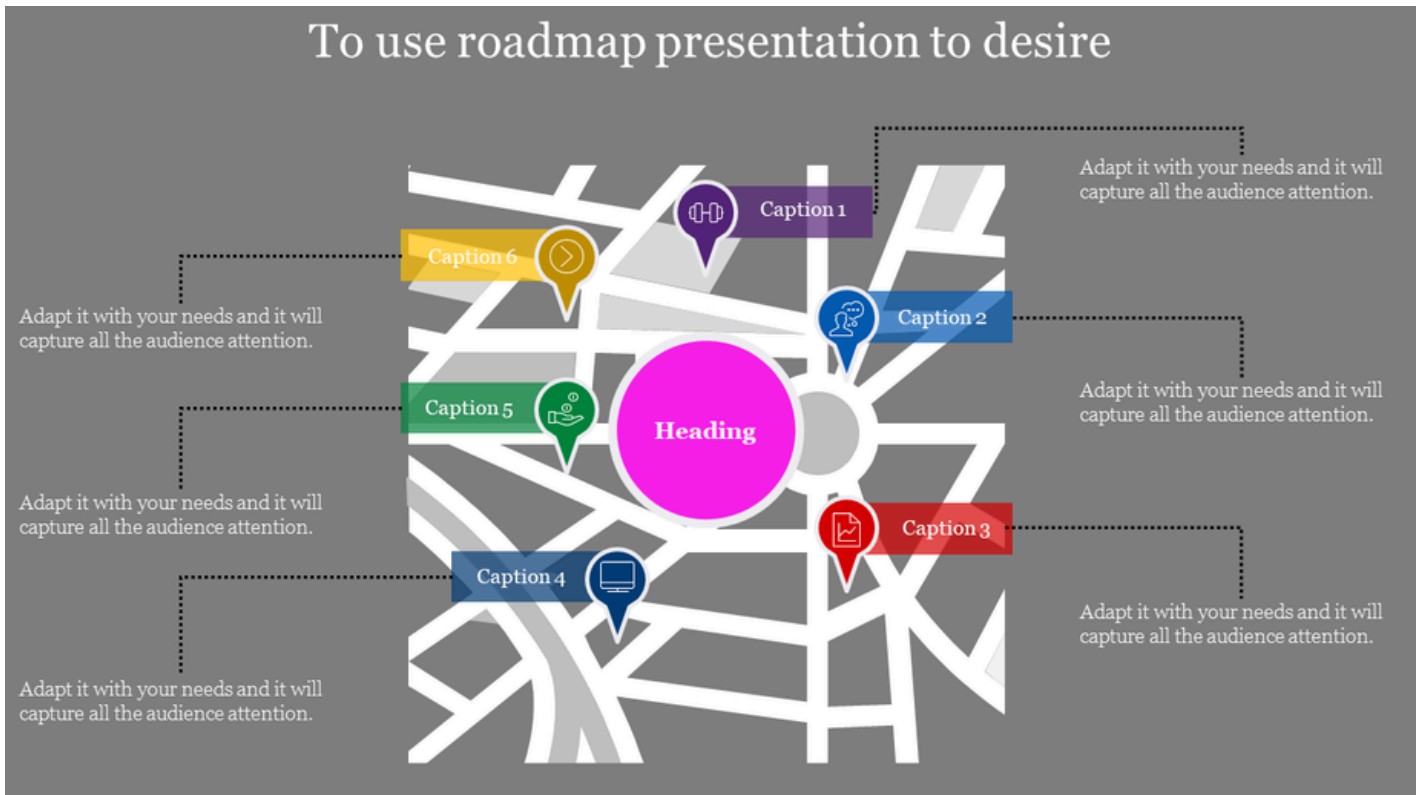 To use roadmap presentation to desire
Caption 1
Adapt it with your needs and it will
capture all the audience attention.
Caption 2
Adapt it with your needs and it will
capture all the audience attention.
Caption 3
Adapt it with your needs and it will
capture all the audience attention.
Caption 4
Adapt it with your needs and it will
capture all the audience attention.
Caption 5
Adapt it with your needs and it will
capture all the audience attention.
Caption 6
Adapt it with your needs and it will
capture all the audience attention.
Heading